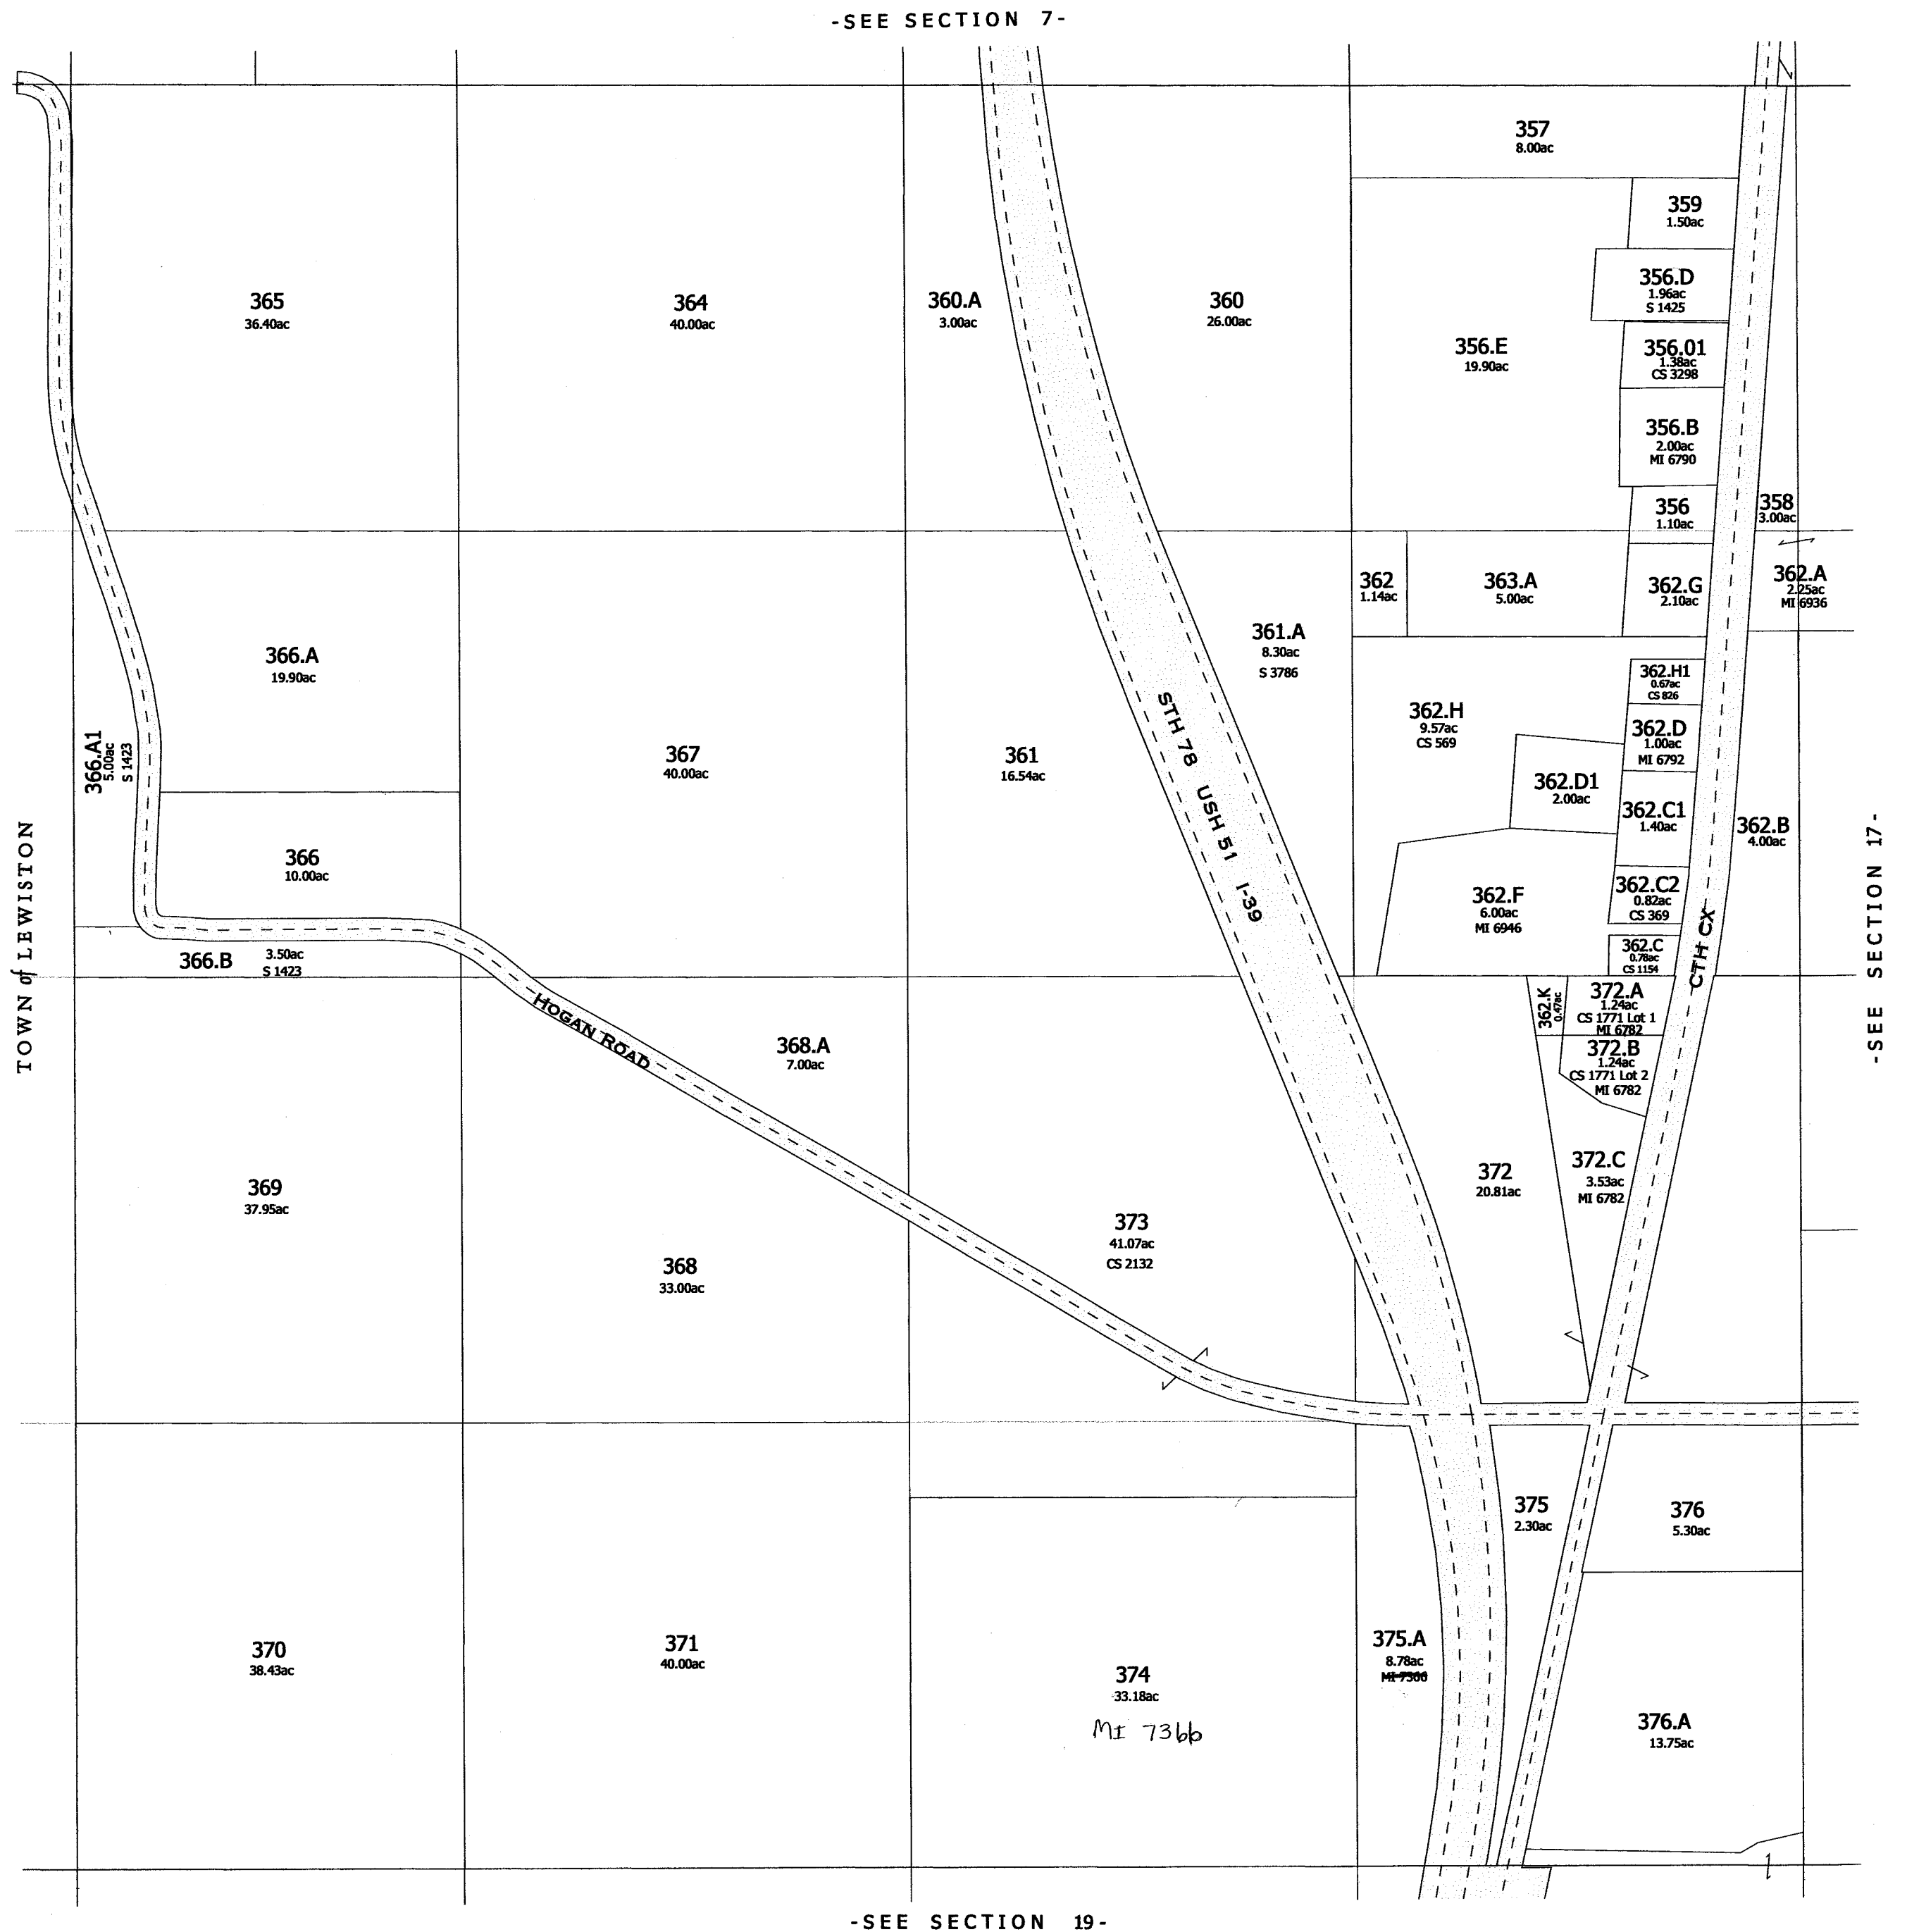 -SEE SECTION 7-
357
8.00ac
359
1.50ac
356.D
1.96ac
S 1425
365
36.40ac
364
40.00ac
360.A
3.00ac
360
26.00ac
356.E
19.90ac
356.01
1.38ac
CS 3298
356.B
2.00ac
MI 6790
356
1.10ac
358
3.00ac
362
1.14ac
363.A
5.00ac
362.G
2.10ac
362.A
2.25ac
MI 6936
366.A
19.90ac
361.A
8.30ac
S 3786
362.H1
0.67ac
CS 826
362.H
9.57ac
CS 569
362.D
1.00ac
MI 6792
366.A1
5.00ac
S 1423
367
40.00ac
361
16.54ac
STH 78 USH 51 I-39
362.D1
2.00ac
362.C1
1.40ac
362.B
4.00ac
TOWN of LEWISTON
-SEE SECTION 17-
366
10.00ac
362.F
6.00ac
MI 6946
362.C2
0.82ac
CS 369
362.C
0.78ac
CS 1154
CTH CX
366.B
3.50ac
S 1423
HOGAN ROAD
362.K
0.47ac
372.A
1.24ac
CS 1771 Lot 1
MI 6782
372.B
1.24ac
CS 1771 Lot 2
MI 6782
368.A
7.00ac
369
37.95ac
368
33.00ac
373
41.07ac
CS 2132
372
20.81ac
372.C
3.53ac
MI 6782
375
2.30ac
376
5.30ac
370
38.43ac
371
40.00ac
374
33.18ac
MI 7366
375.A
8.78ac
MI 7366
376.A
13.75ac
-SEE SECTION 19-